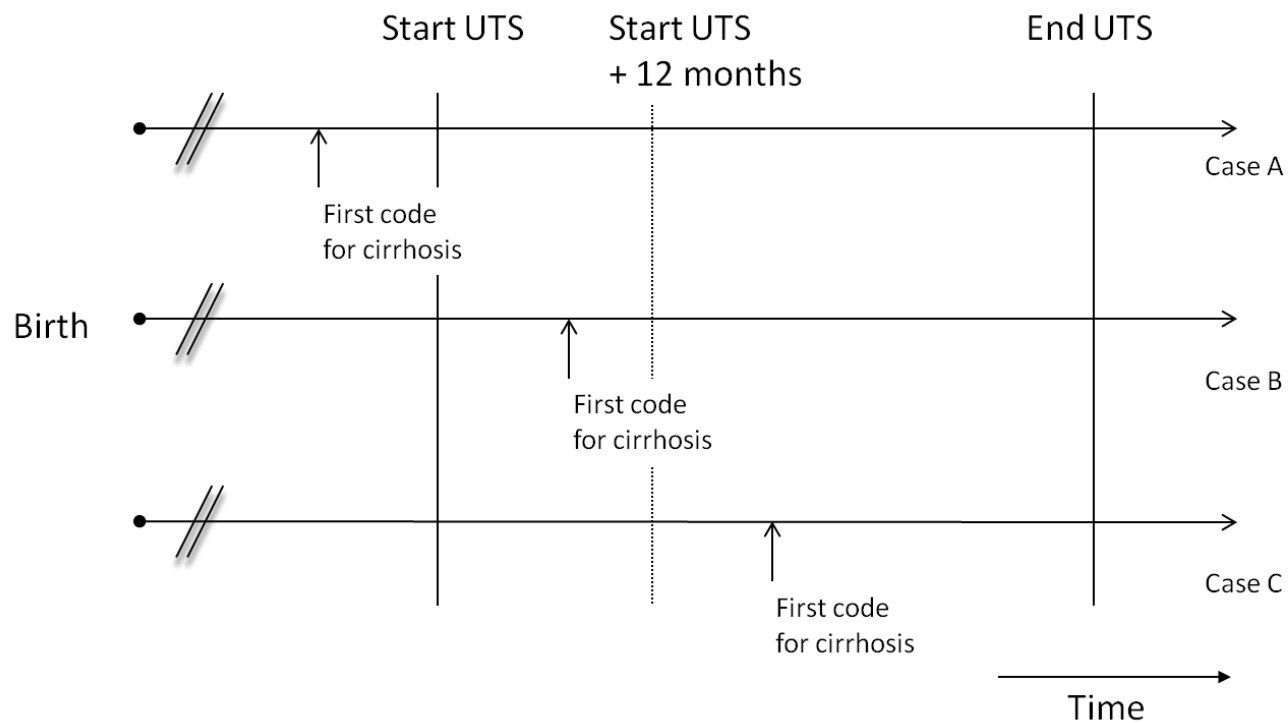 Start UTS
Start UTS
+ 12 months
End UTS
Case A
First code
for cirrhosis
Birth
Case B
First code
for cirrhosis
Case C
First code
for cirrhosis
Time